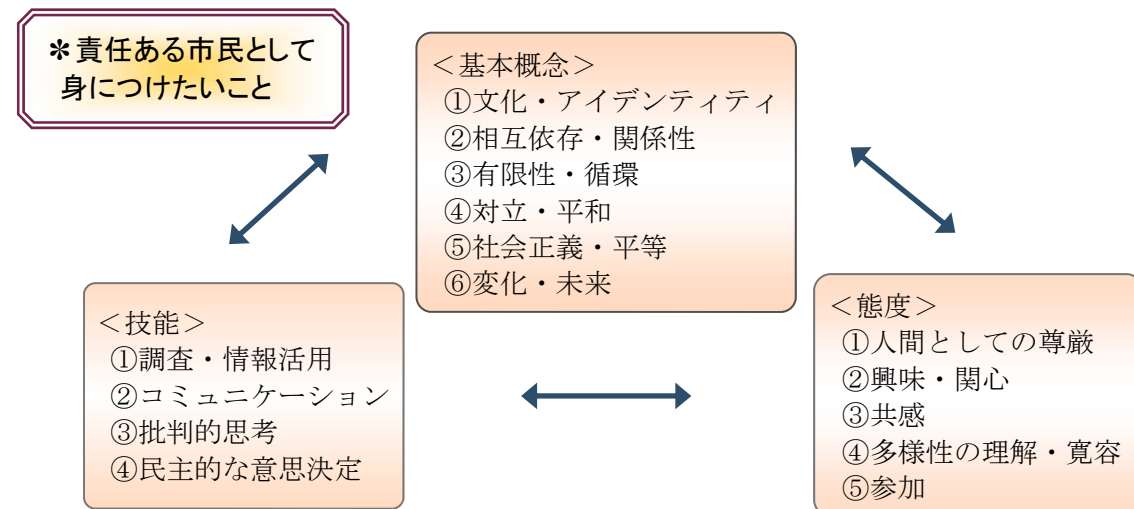 ＊責任ある市民として
身につけたいこと
＜基本概念＞
①文化・アイデンティティ
②相互依存・関係性
③有限性・循環
④対立・平和
⑤社会正義・平等
⑥変化・未来
＜技能＞
①調査・情報活用
②コミュニケーション
③批判的思考
④民主的な意思決定
＜態度＞
①人間としての尊厳
②興味・関心
③共感
④多様性の理解・寛容
⑤参加